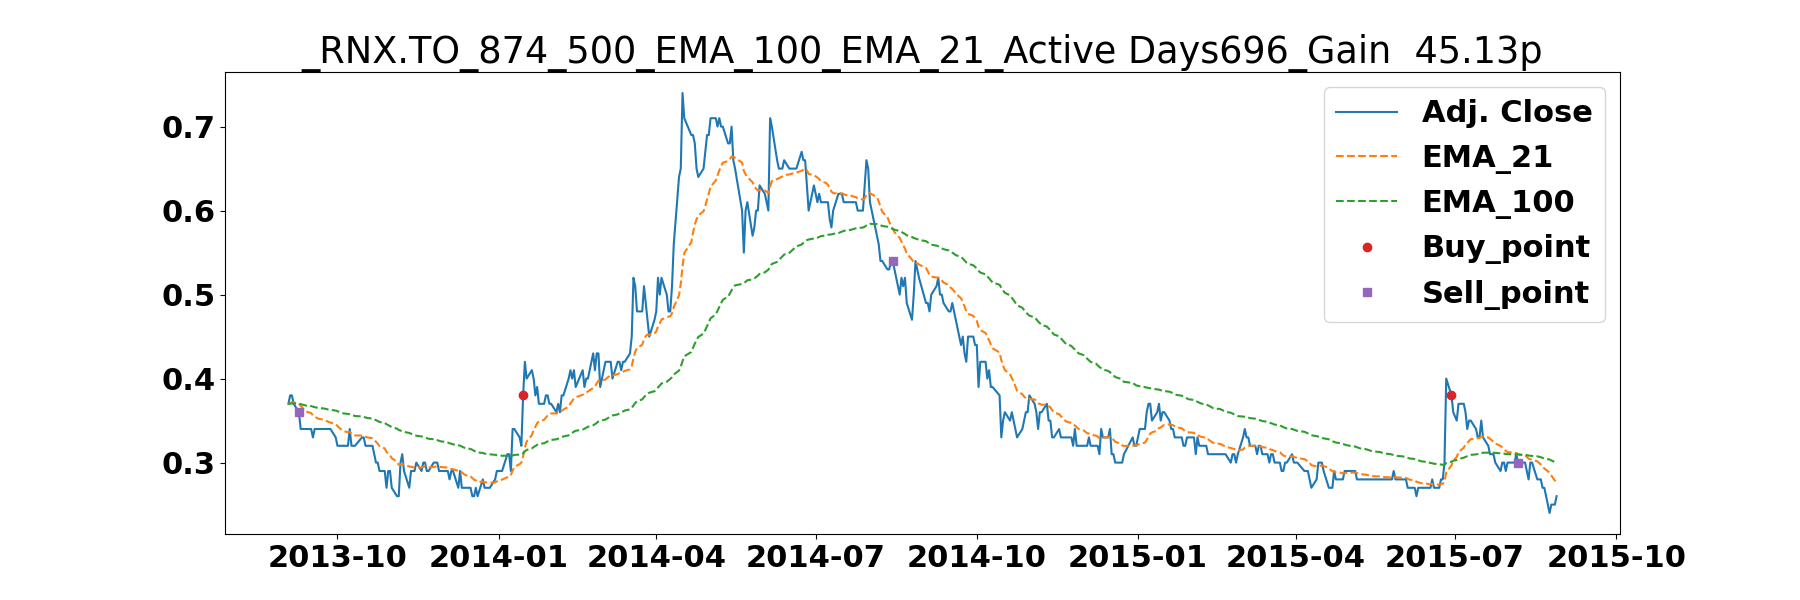 _RNX.TO_874_500_EMA_100_EMA_21_Active Days696_Gain  45.13p
Adj. Close
EMA_21
EMA_100
Buy_point
Sell_point
0.7
0.6
0.5
0.4
0.3
2013-10 2014-01 2014-04 2014-07 2014-10 2015-01 2015-04 2015-07 2015-10